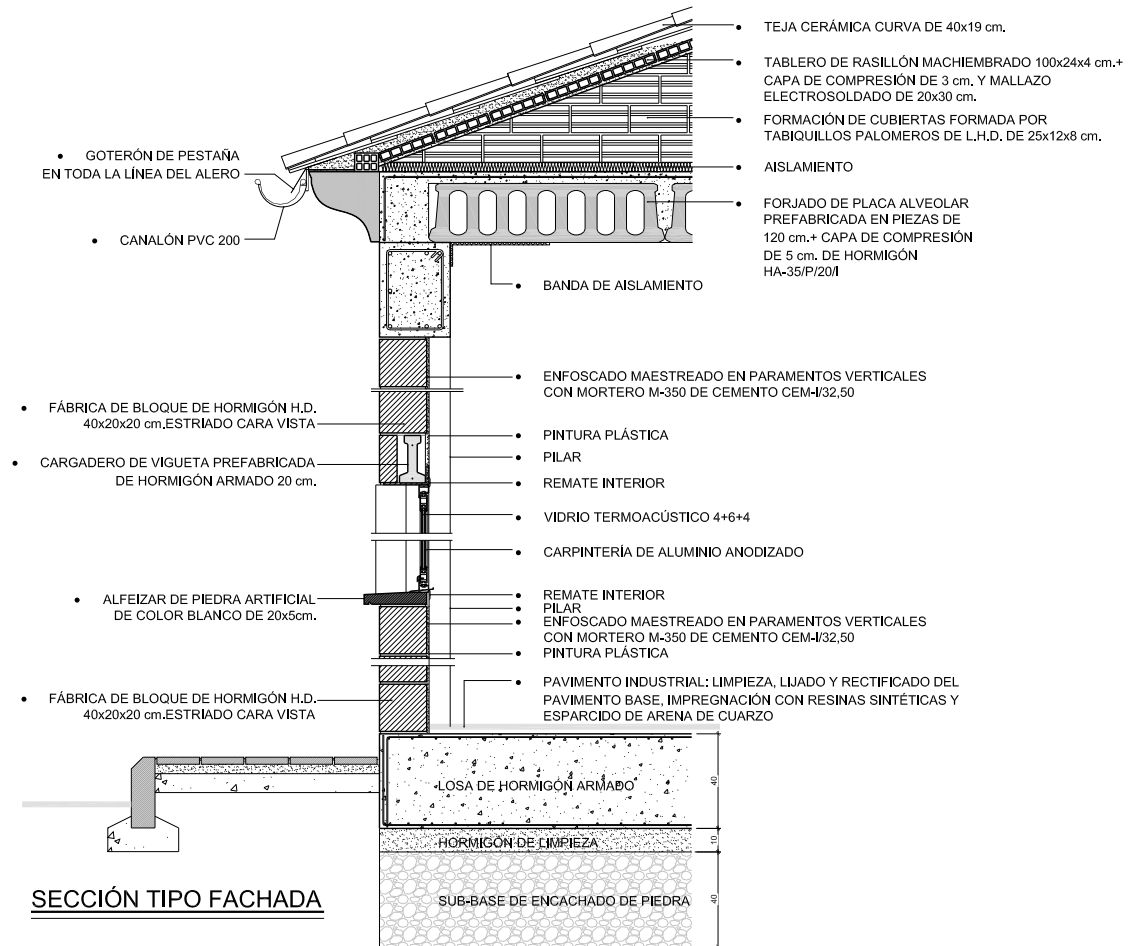 • TEJA CERÁMICA CURVA DE 40x19 cm.
• TABLERO DE RASILLÓN MACHIEMBRADO 100x24x4 cm.+
CAPA DE COMPRESIÓN DE 3 cm. Y MALLAZO
ELECTROSOLDADO DE 20x30 cm.
• FORMACIÓN DE CUBIERTAS FORMADA POR
TABIQUILLOS PALOMEROS DE L.H.D. DE 25x12x8 cm.
• AISLAMIENTO
• FORJADO DE PLACA ALVEOLAR
PREFABRICADA EN PIEZAS DE
120 cm.+ CAPA DE COMPRESIÓN
DE 5 cm. DE HORMIGÓN
HA-35/P/20/I
• GOTERÓN DE PESTAÑA
EN TODA LA LÍNEA DEL ALERO
• CANALÓN PVC 200
• BANDA DE AISLAMIENTO
• ENFOSCADO MAESTREADO EN PARAMENTOS VERTICALES
CON MORTERO M-350 DE CEMENTO CEM-I/32,50
• FÁBRICA DE BLOQUE DE HORMIGÓN H.D.
40x20x20 cm.ESTRIADO CARA VISTA
• PINTURA PLÁSTICA
• PILAR
• CARGADERO DE VIGUETA PREFABRICADA
DE HORMIGÓN ARMADO 20 cm.
• REMATE INTERIOR
• VIDRIO TERMOACÚSTICO 4+6+4
• CARPINTERÍA DE ALUMINIO ANODIZADO
• ALFEIZAR DE PIEDRA ARTIFICIAL
DE COLOR BLANCO DE 20x5cm.
• REMATE INTERIOR
• PILAR
• ENFOSCADO MAESTREADO EN PARAMENTOS VERTICALES
CON MORTERO M-350 DE CEMENTO CEM-I/32,50
• PINTURA PLÁSTICA
• FÁBRICA DE BLOQUE DE HORMIGÓN H.D.
40x20x20 cm.ESTRIADO CARA VISTA
• PAVIMENTO INDUSTRIAL: LIMPIEZA, LIJADO Y RECTIFICADO DEL
PAVIMENTO BASE, IMPREGNACIÓN CON RESINAS SINTÉTICAS Y
ESPARCIDO DE ARENA DE CUARZO
LOSA DE HORMIGÓN ARMADO
40
HORMIGÓN DE LIMPIEZA
10
SUB-BASE DE ENCACHADO DE PIEDRA
40
SECCIÓN TIPO FACHADA